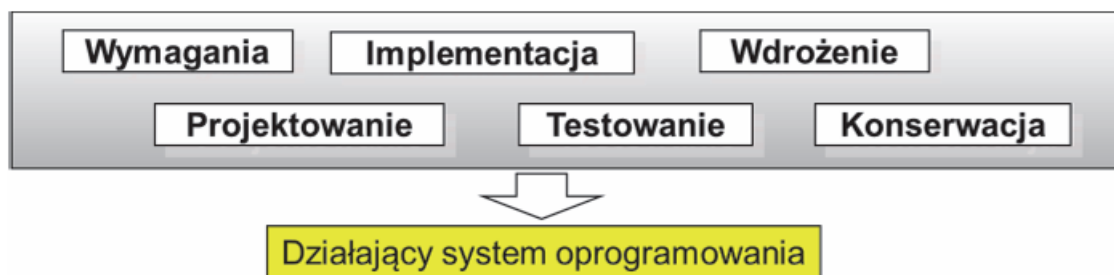 Wymagania Implementacja Wdrożenie
Projektowanie Testowanie Konserwacja
Działający system oprogramowania